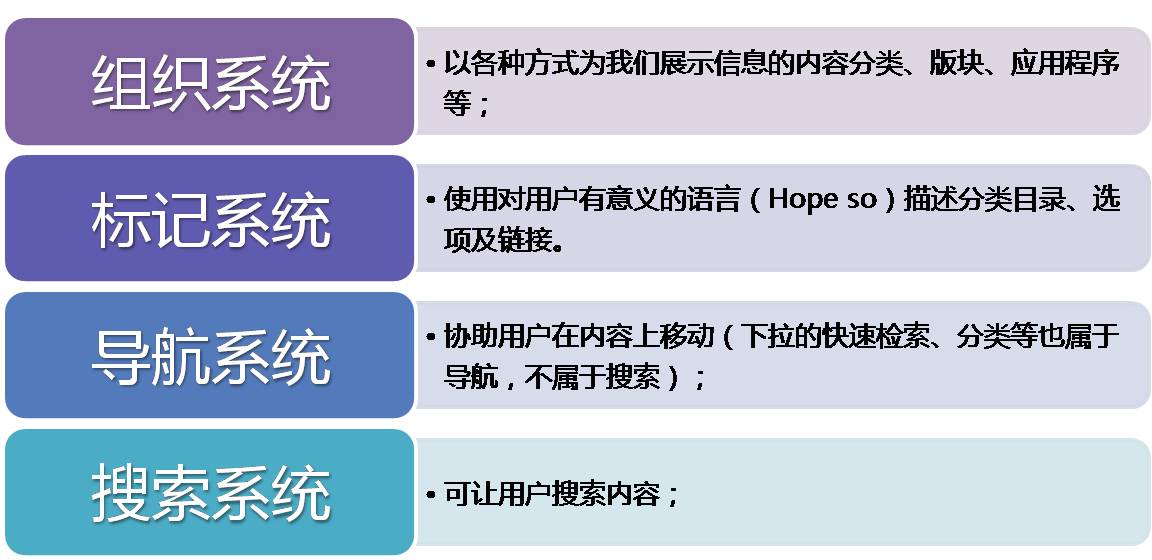 组织系统
• 以各种方式为我们展示信息的内容分类、版块、应用程序
等；
标记系统
• 使用对用户有意义的语言（Hope so）描述分类目录、选
项及链接。
导航系统
• 协助用户在内容上移动（下拉的快速检索、分类等也属于
导航，不属于搜索）；
搜索系统
• 可让用户搜索内容；